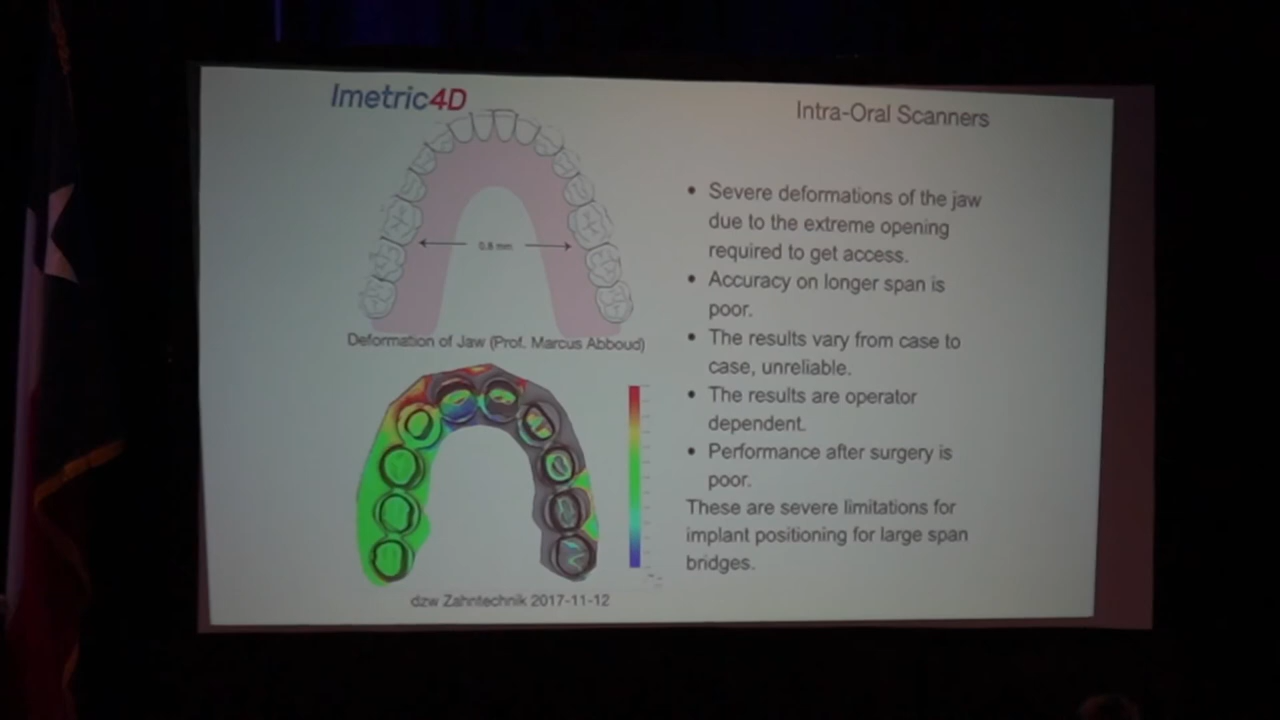 Imetric4D
Intra-Oral Scanners
0.8 mm
Deformation of Jaw (Prof. Marcus Abboud)
dzw Zahntechnik 2017-11-12
• Severe deformations of the jaw
due to the extreme opening
required to get access.
• Accuracy on longer span is
poor.
• The results vary from case to
case, unreliable.
• The results are operator
dependent.
• Performance after surgery is
poor.
These are severe limitations for
implant positioning for large span
bridges.